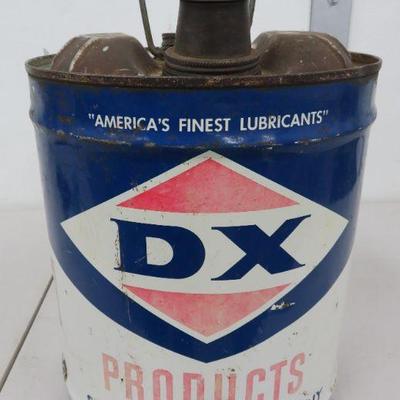 "AMERICA'S FINEST LUBRICANTS"
DX
PRODUCTS